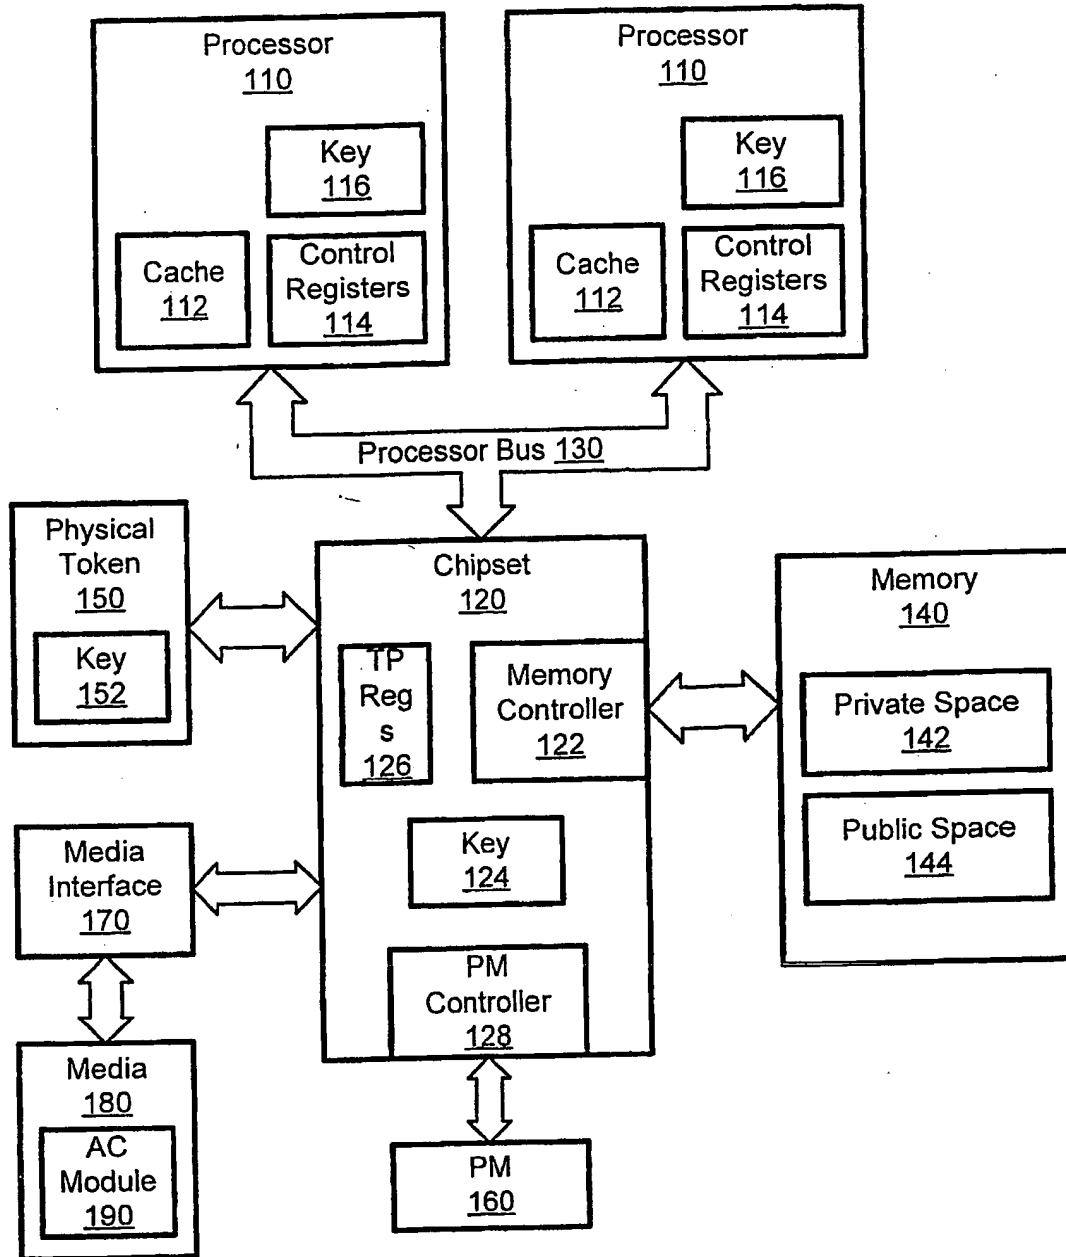 Processor
110
Key
116
Cache
112
Control
Registers
114
Processor
110
Key
116
Cache
112
Control
Registers
114
Processor Bus 130
Physical
Token
150
Key
152
Chipset
120
TP
Reg
s
126
Memory
Controller
122
Key
124
PM
Controller
128
Memory
140
Private Space
142
Public Space
144
Media
Interface
170
Media
180
AC
Module
190
PM
160